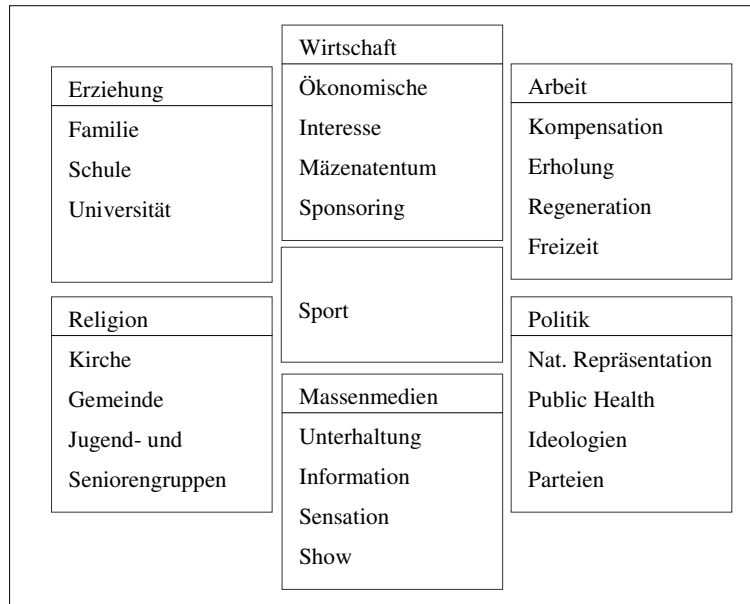 Erziehung
Familie
Schule
Universität
Wirtschaft
Ökonomische
Interesse
Mäzenatentum
Sponsoring
Arbeit
Kompensation
Erholung
Regeneration
Freizeit
Sport
Religion
Kirche
Gemeinde
Jugend- und
Seniorengruppen
Massenmedien
Unterhaltung
Information
Sensation
Show
Politik
Nat. Repräsentation
Public Health
Ideologien
Parteien